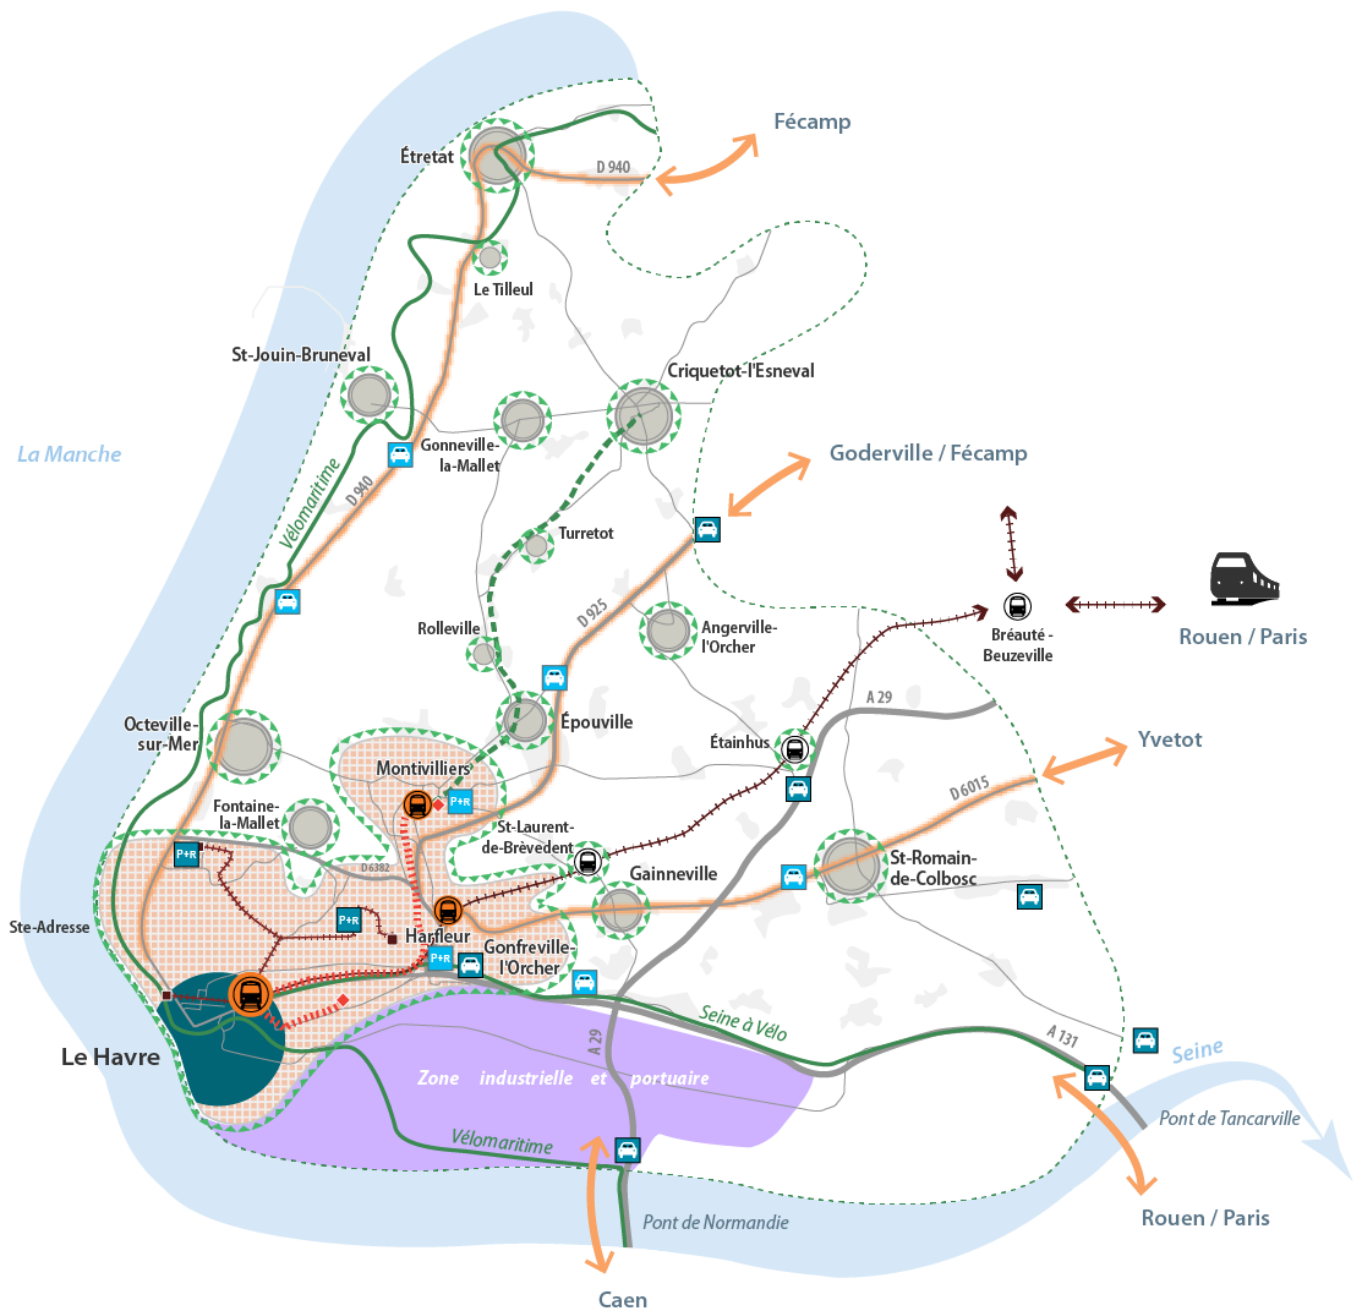 Fécamp
Étretat
D 940
Le Tilleul
St-Jouin-Bruneval
Criquetot-l'Esneval
La Manche
Gonneville-
la-Mallet
Goderville / Fécamp
Vélomaritime
D 940
Turretot
D 925
Rolleville
Angerville-
l'Orcher
Bréauté -
Beuzeville
Rouen / Paris
A 29
Octeville-
sur-Mer
Épouville
Étainhus
Yvetot
Montivilliers
P+R
D6015
Fontaine-
la-Mallet
St-Laurent-
de-Brèvedent
P+R
D6382
Gainneville
St-Romain-
de-Colbosc
Ste-Adresse
P+R
Harfleur
P+R
Gonfreville-
l'Orcher
Le Havre
A 29
Seine à Vélo
A 131
Seine
Zone industrielle et portuaire
Pont de Tancarville
Vélomaritime
Pont de Normandie
Rouen / Paris
Caen